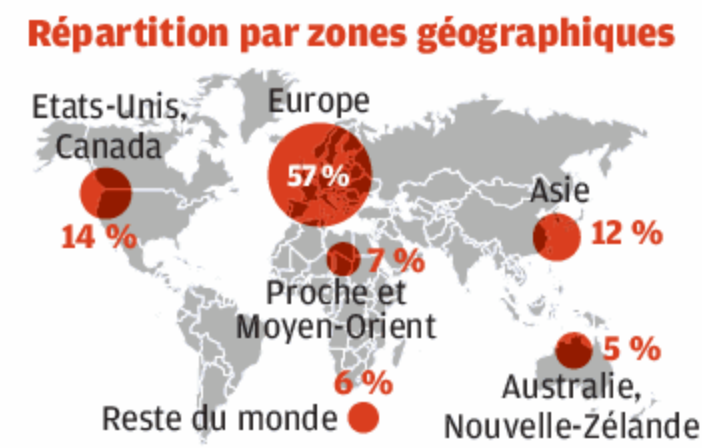 Répartition par zones géographiques
Etats-Unis,
Canada
14 %
Europe
57 %
Asie
12 %
7 %
Proche et
Moyen-Orient
6 %
Reste du monde
5 %
Australie,
Nouvelle-Zélande